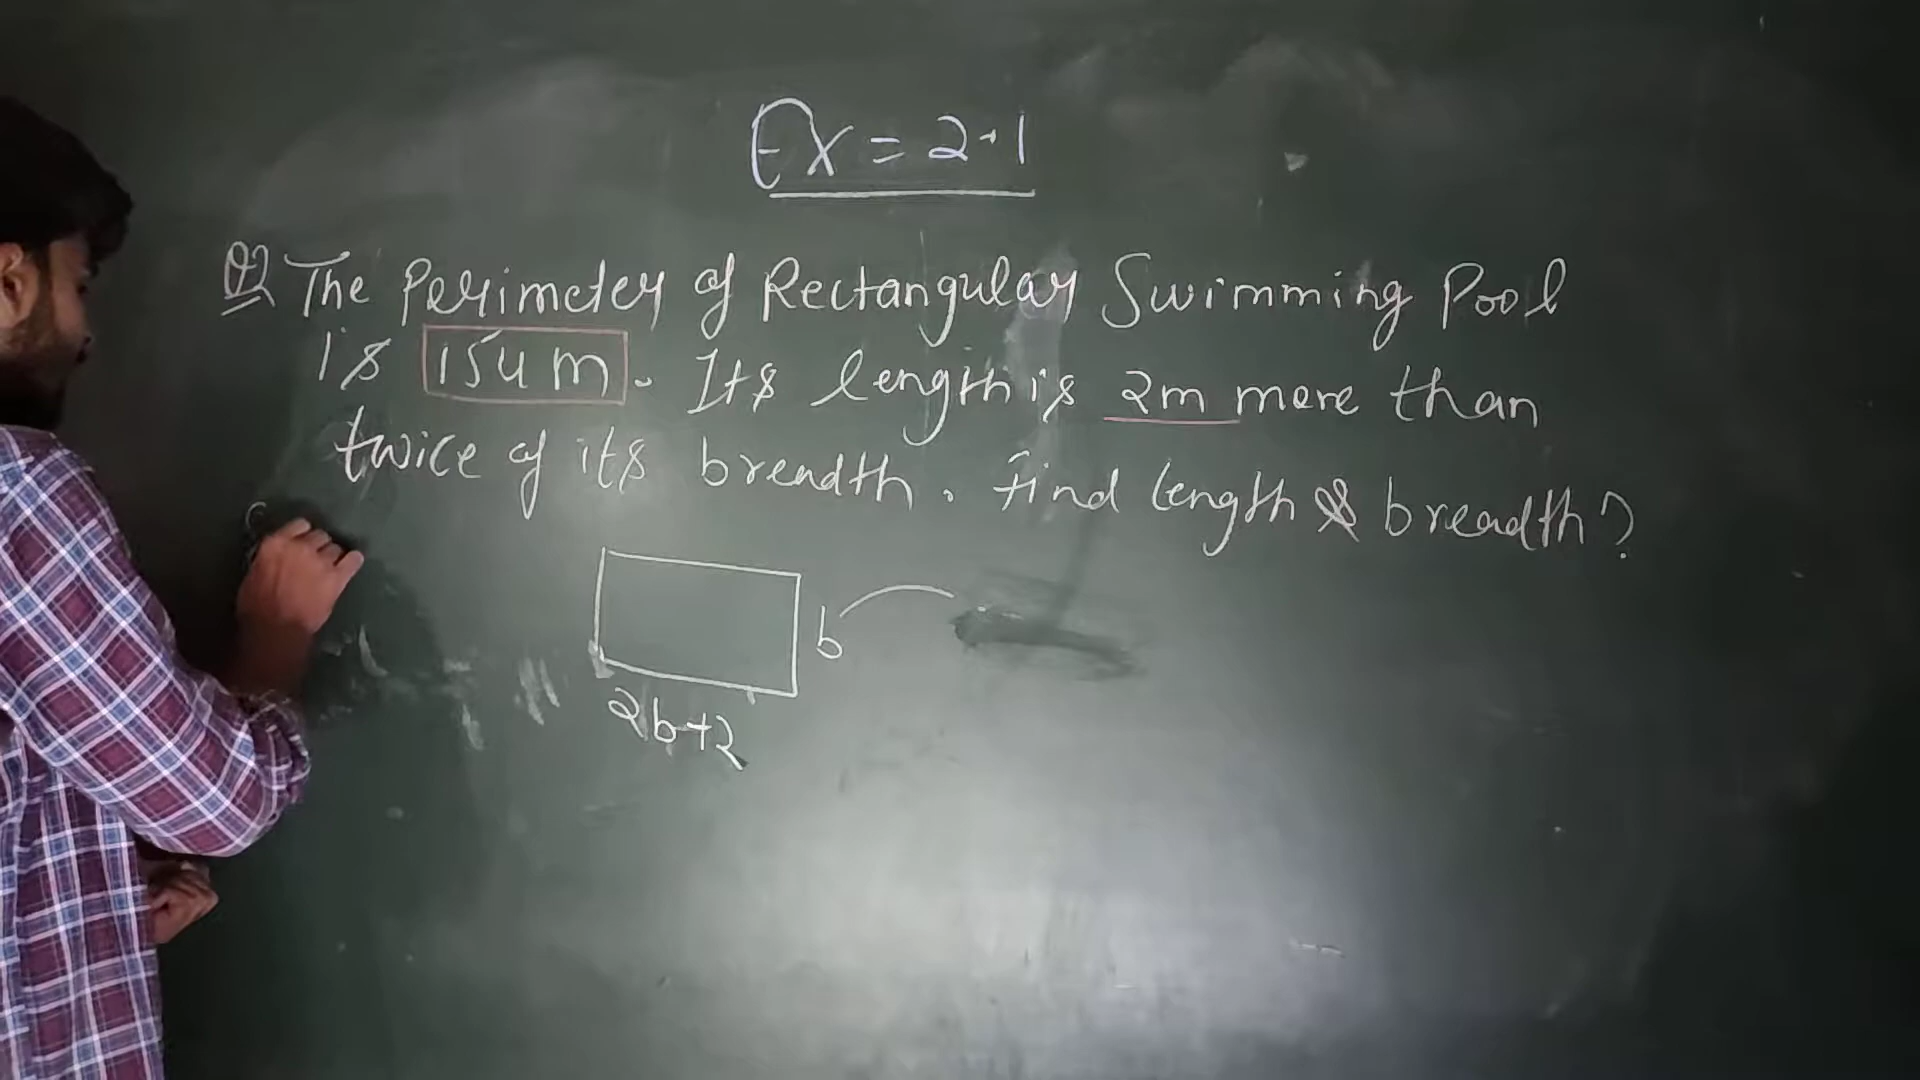 Ex = 2.1
Q2 The Perimeter of Rectangular Swimming Pool
is 154 m. Its length is 2m more than
twice of its breadth. Find length & breadth?
b
2b+2